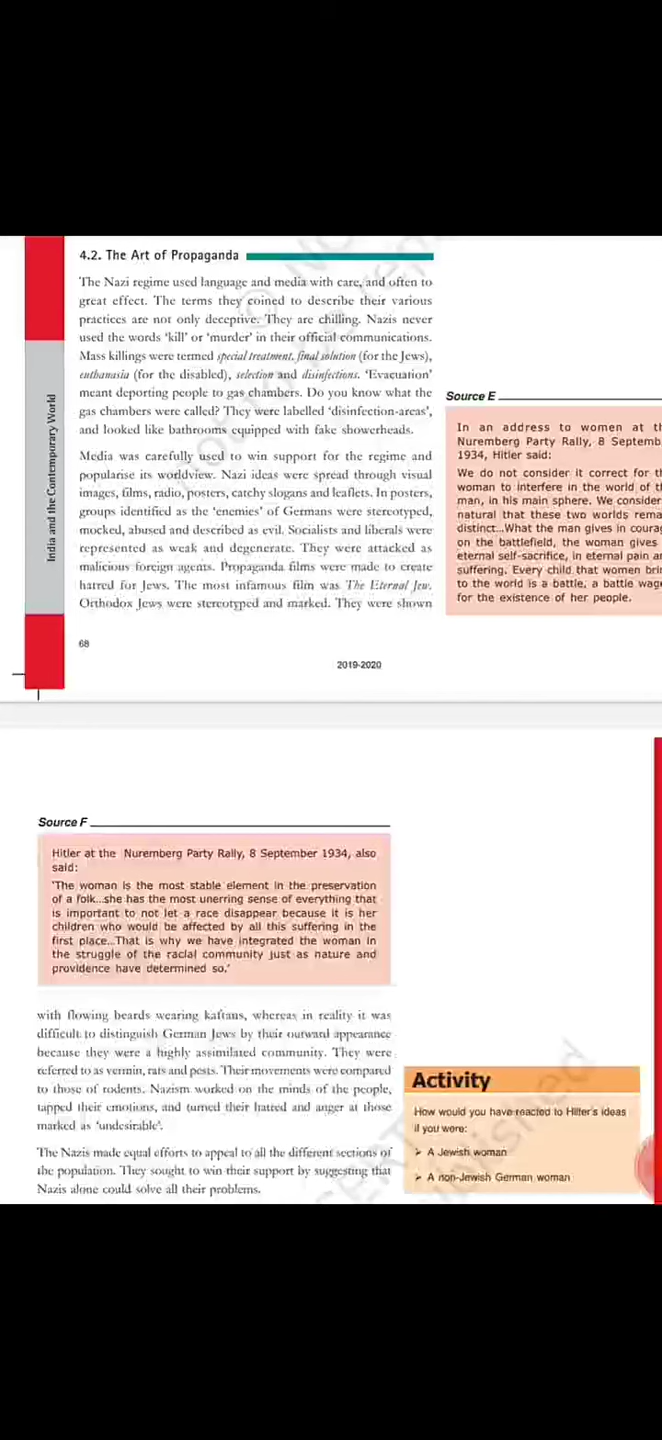 4.2. The Art of Propaganda
The Nazi regime used language and media with care, and often to
great effect. The terms they coined to describe their various
practices are not only deceptive. They are chilling. Nazis never
used the words ‘kill’ or ‘murder’ in their official communications.
Mass killings were termed special treatment, final solution (for the Jews),
euthanasia (for the disabled), selection and disinfections. ‘Evacuation’
meant deporting people to gas chambers. Do you know what the
gas chambers were called? They were labelled ‘disinfection-areas’,
and looked like bathrooms equipped with fake showerheads.
Media was carefully used to win support for the regime and
popularise its worldview. Nazi ideas were spread through visual
images, films, radio, posters, catchy slogans and leaflets. In posters,
groups identified as the ‘enemies’ of Germans were stereotyped,
mocked, abused and described as evil. Socialists and liberals were
represented as weak and degenerate. They were attacked as
malicious foreign agents. Propaganda films were made to create
hatred for Jews. The most infamous film was The Eternal Jew.
Orthodox Jews were stereotyped and marked. They were shown
India and the Contemporary World
68
2019-2020
Source E
In an address to women at th
Nuremberg Party Rally, 8 Septemb
1934, Hitler said:
We do not consider it correct for th
woman to interfere in the world of th
man, in his main sphere. We consider
natural that these two worlds rema
distinct...What the man gives in courag
on the battlefield, the woman gives
eternal self-sacrifice, in eternal pain an
suffering. Every child that women brin
to the world is a battle, a battle wage
for the existence of her people.
Source F
Hitler at the Nuremberg Party Rally, 8 September 1934, also
said:
‘The woman is the most stable element in the preservation
of a folk...she has the most unerring sense of everything that
is important to not let a race disappear because it is her
children who would be affected by all this suffering in the
first place...That is why we have integrated the woman in
the struggle of the racial community just as nature and
providence have determined so.’
with flowing beards wearing kaftans, whereas in reality it was
difficult to distinguish German Jews by their outward appearance
because they were a highly assimilated community. They were
referred to as vermin, rats and pests. Their movements were compared
to those of rodents. Nazism worked on the minds of the people,
tapped their emotions, and turned their hatred and anger at those
marked as ‘undesirable’.
The Nazis made equal efforts to appeal to all the different sections of
the population. They sought to win their support by suggesting that
Nazis alone could solve all their problems.
Activity
How would you have reacted to Hilter’s ideas
if you were:
➢ A Jewish woman
➢ A non-Jewish German woman